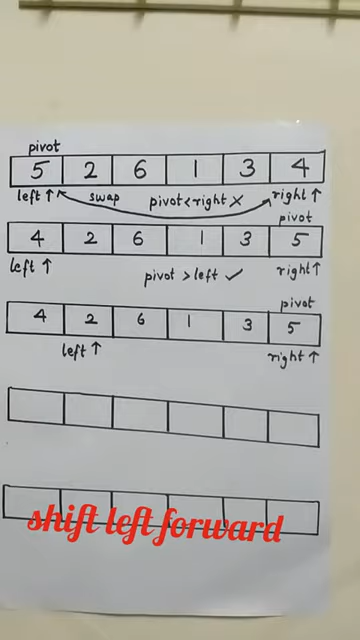 pivot
5 2 6 1 3 4
left ↑ swap pivot < right ✗ right ↑
pivot
4 2 6 1 3 5
left ↑ pivot > left ✓ right ↑
pivot
4 2 6 1 3 5
left ↑ right ↑
shift left forward